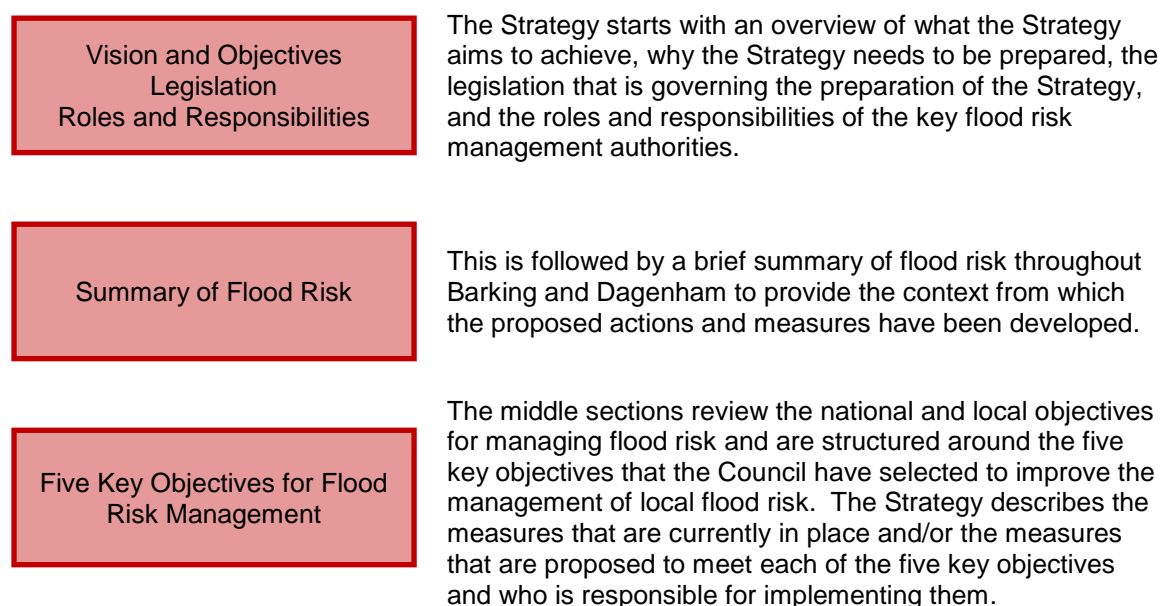 Vision and Objectives
Legislation
Roles and Responsibilities
The Strategy starts with an overview of what the Strategy
aims to achieve, why the Strategy needs to be prepared, the
legislation that is governing the preparation of the Strategy,
and the roles and responsibilities of the key flood risk
management authorities.
Summary of Flood Risk
This is followed by a brief summary of flood risk throughout
Barking and Dagenham to provide the context from which
the proposed actions and measures have been developed.
Five Key Objectives for Flood
Risk Management
The middle sections review the national and local objectives
for managing flood risk and are structured around the five
key objectives that the Council have selected to improve the
management of local flood risk.  The Strategy describes the
measures that are currently in place and/or the measures
that are proposed to meet each of the five key objectives
and who is responsible for implementing them.